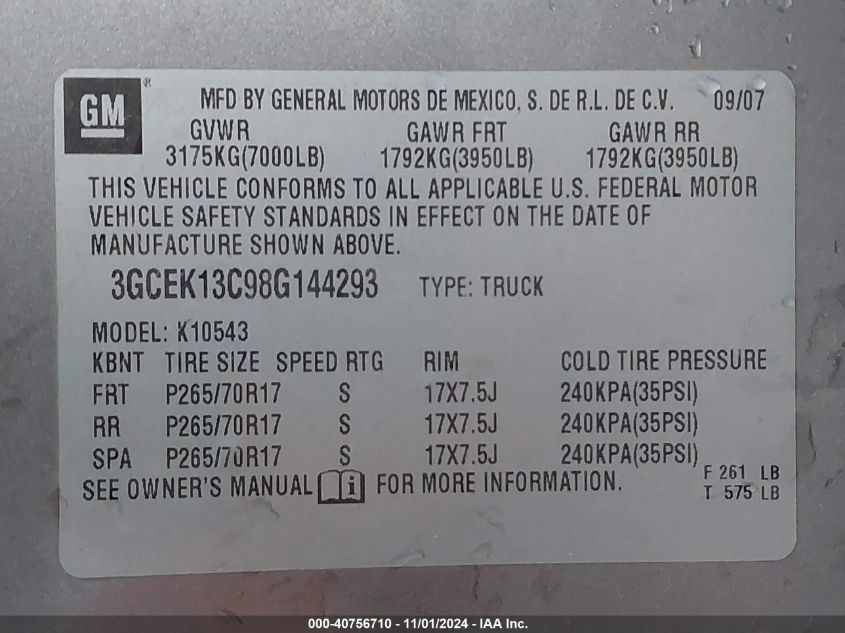 GM ® MFD BY GENERAL MOTORS DE MEXICO, S. DE R.L. DE C.V. 09/07
GVWR GAWR FRT GAWR RR
3175KG(7000LB) 1792KG(3950LB) 1792KG(3950LB)
THIS VEHICLE CONFORMS TO ALL APPLICABLE U.S. FEDERAL MOTOR
VEHICLE SAFETY STANDARDS IN EFFECT ON THE DATE OF
MANUFACTURE SHOWN ABOVE.
3GCEK13C98G144293 TYPE: TRUCK
MODEL: K10543
KBNT TIRE SIZE SPEED RTG RIM COLD TIRE PRESSURE
FRT P265/70R17 S 17X7.5J 240KPA(35PSI)
RR P265/70R17 S 17X7.5J 240KPA(35PSI)
SPA P265/70R17 S 17X7.5J 240KPA(35PSI)
SEE OWNER'S MANUAL i FOR MORE INFORMATION.
F 261 LB
T 575 LB
000-40756710 - 11/01/2024 - IAA Inc.